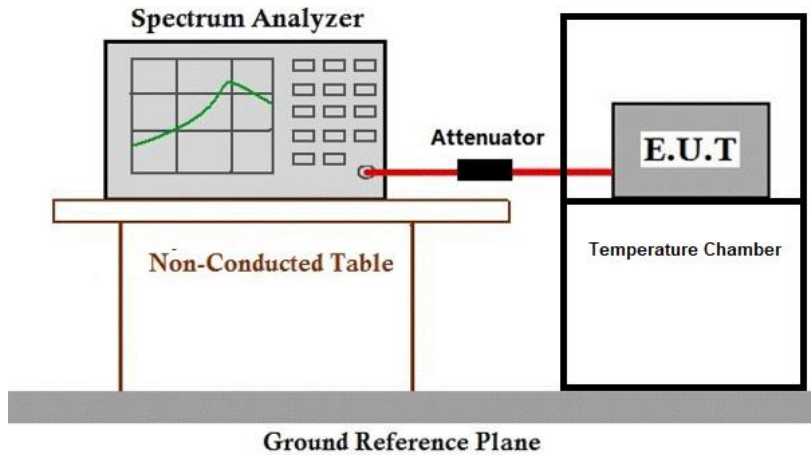 Spectrum Analyzer
Attenuator
E.U.T
Non-Conducted Table
Temperature Chamber
Ground Reference Plane